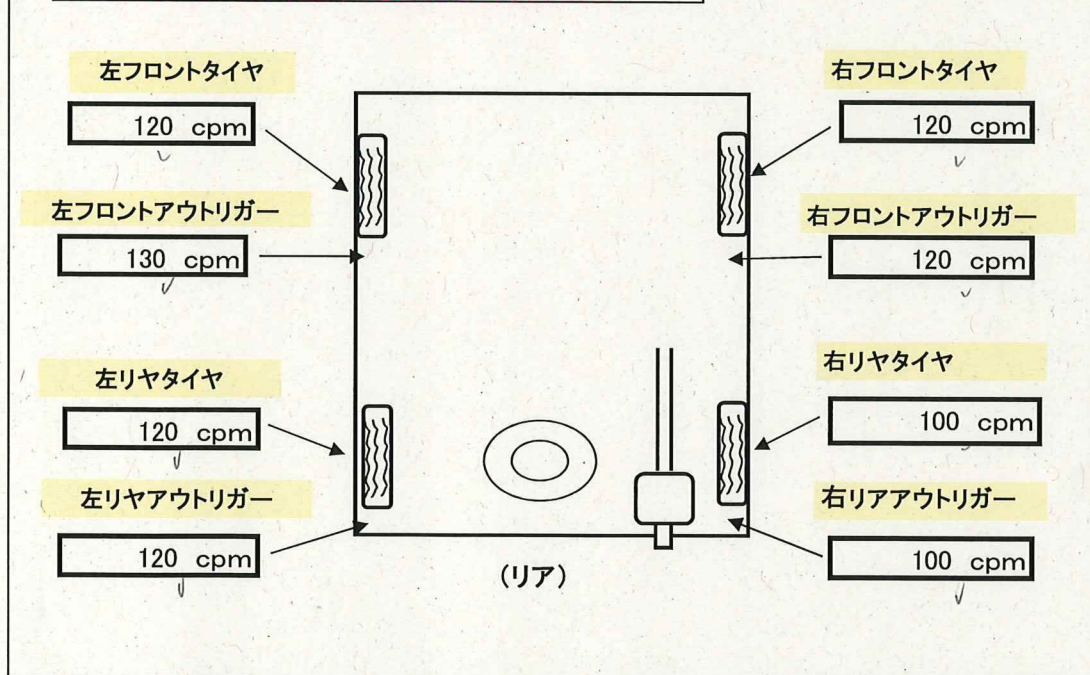 左フロントタイヤ
120 cpm
左フロントアウトリガー
130 cpm
左リヤタイヤ
120 cpm
左リヤアウトリガー
120 cpm
右フロントタイヤ
120 cpm
右フロントアウトリガー
120 cpm
右リヤタイヤ
100 cpm
右リアアウトリガー
100 cpm
(リア)